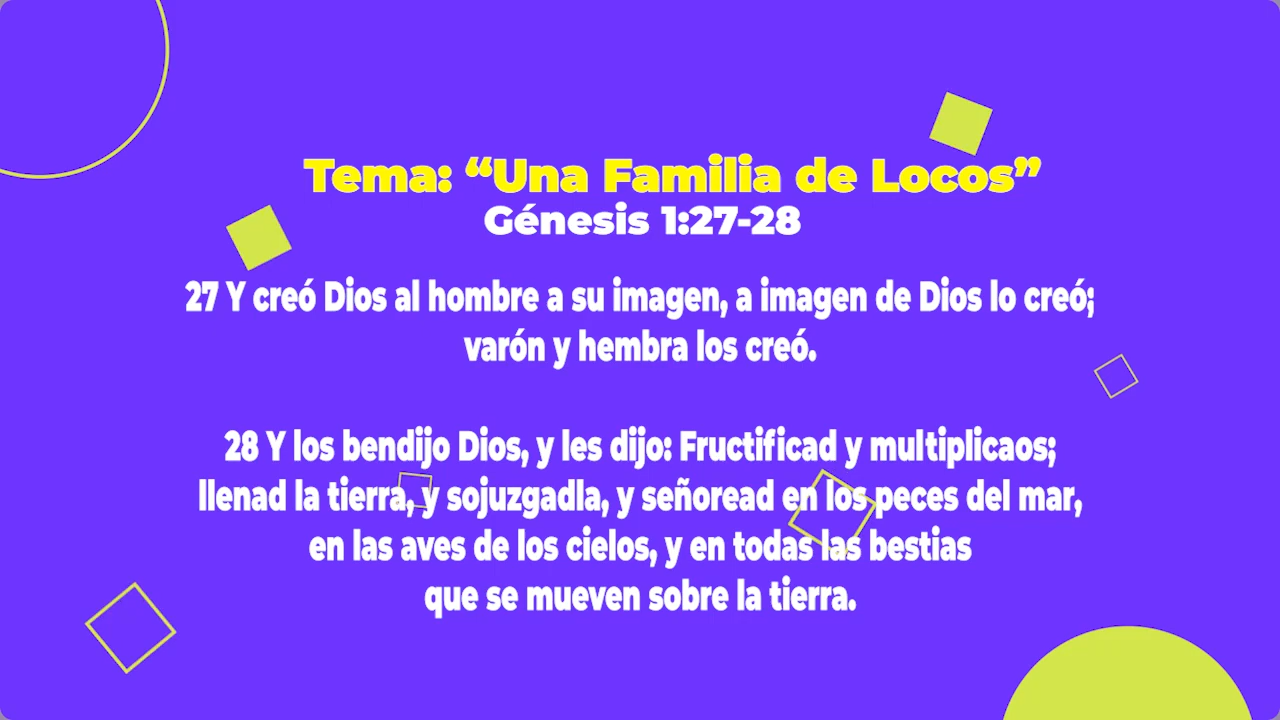 Tema: “Una Familia de Locos”
Génesis 1:27-28
27 Y creó Dios al hombre a su imagen, a imagen de Dios lo creó;
varón y hembra los creó.
28 Y los bendijo Dios, y les dijo: Fructificad y multiplicaos;
llenad la tierra, y sojuzgadla, y señoread en los peces del mar,
en las aves de los cielos, y en todas las bestias
que se mueven sobre la tierra.